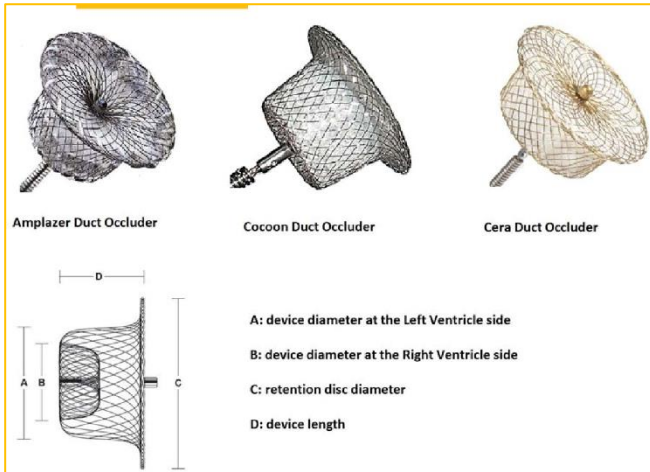 Amplazer Duct Occluder
Cocoon Duct Occluder
Cera Duct Occluder
D
A: device diameter at the Left Ventricle side
B: device diameter at the Right Ventricle side
A
B
C
C: retention disc diameter
D: device length